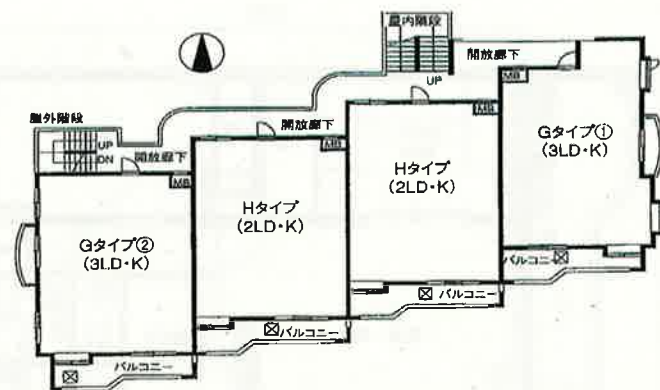 屋内階段
開放廊下
UP
MB
Gタイプ①
(3LD・K)
MB
屋外階段
UP
DN
開放廊下
開放廊下
MB
Hタイプ
(2LD・K)
MB
Hタイプ
(2LD・K)
Gタイプ②
(3LD・K)
バルコニー
バルコニー
バルコニー
バルコニー